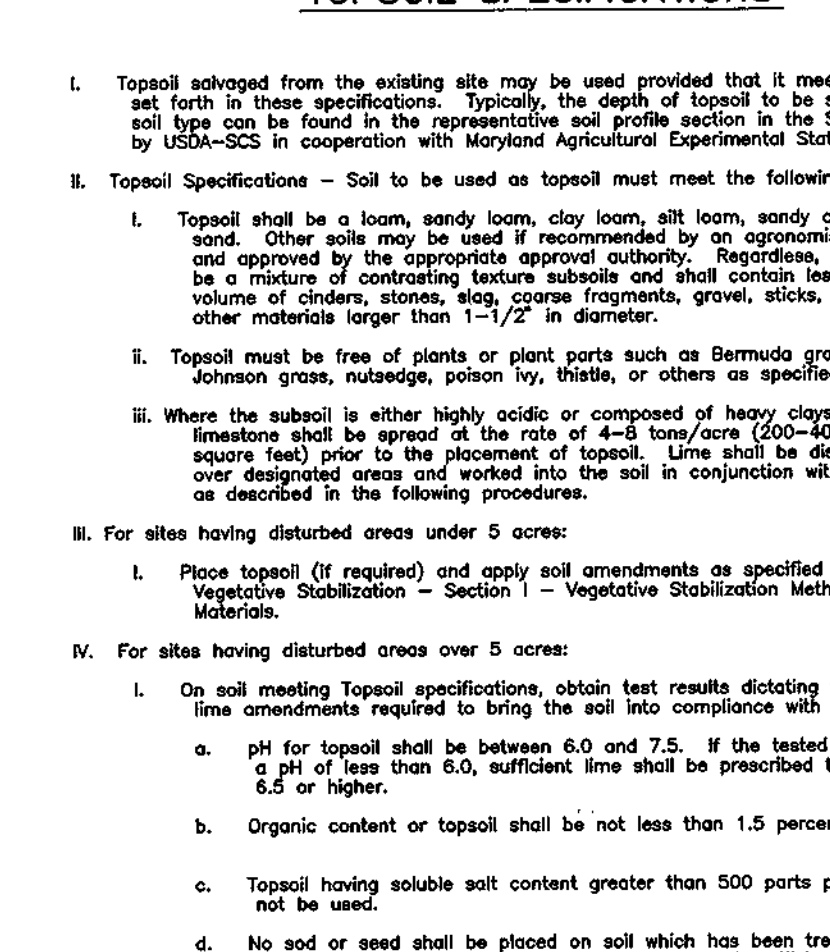 TOPSOIL SPECIFICATIONS
I. Topsoil salvaged from the existing site may be used provided that it
set forth in these specifications. Typically, the depth of topsoil to be
soil type can be found in the representative soil profile section in the
by USDA-SCS in cooperation with Maryland Agricultural Experimental
II. Topsoil Specifications – Soil to be used as topsoil must meet the
i. Topsoil shall be a loam, sandy loam, clay loam, silt loam, sandy
sand. Other soils may be used if recommended by an
and approved by the appropriate approval authority. Regardless,
be a mixture of contrasting texture subsoils and shall contain
volume of cinders, stones, slag, coarse fragments, gravel, sticks,
other materials larger than 1-1/2" in diameter.
ii. Topsoil must be free of plants or plant parts such as Bermuda
Johnson grass, nutsedge, poison ivy, thistle, or others as
iii. Where the subsoil is either highly acidic or composed of heavy clays
limestone shall be spread at the rate of 4-8 tons/acre
square feet) prior to the placement of topsoil. Lime shall be
over designated areas and worked into the soil in conjunction
as described in the following procedures.
III. For sites having disturbed areas under 5 acres:
i. Place topsoil (if required) and apply soil amendments as specified
Vegetative Stabilization – Section I – Vegetative Stabilization
Materials.
IV. For sites having disturbed areas over 5 acres:
i. On soil meeting Topsoil specifications, obtain test results dictating
lime amendments required to bring the soil into compliance with
a. pH for topsoil shall be between 6.0 and 7.5. If the tested
a pH of less than 6.0, sufficient lime shall be prescribed
6.5 or higher.
b. Organic content or topsoil shall be not less than 1.5
c. Topsoil having soluble salt content greater than 500 parts
not be used.
d. No sod or seed shall be placed on soil which has been